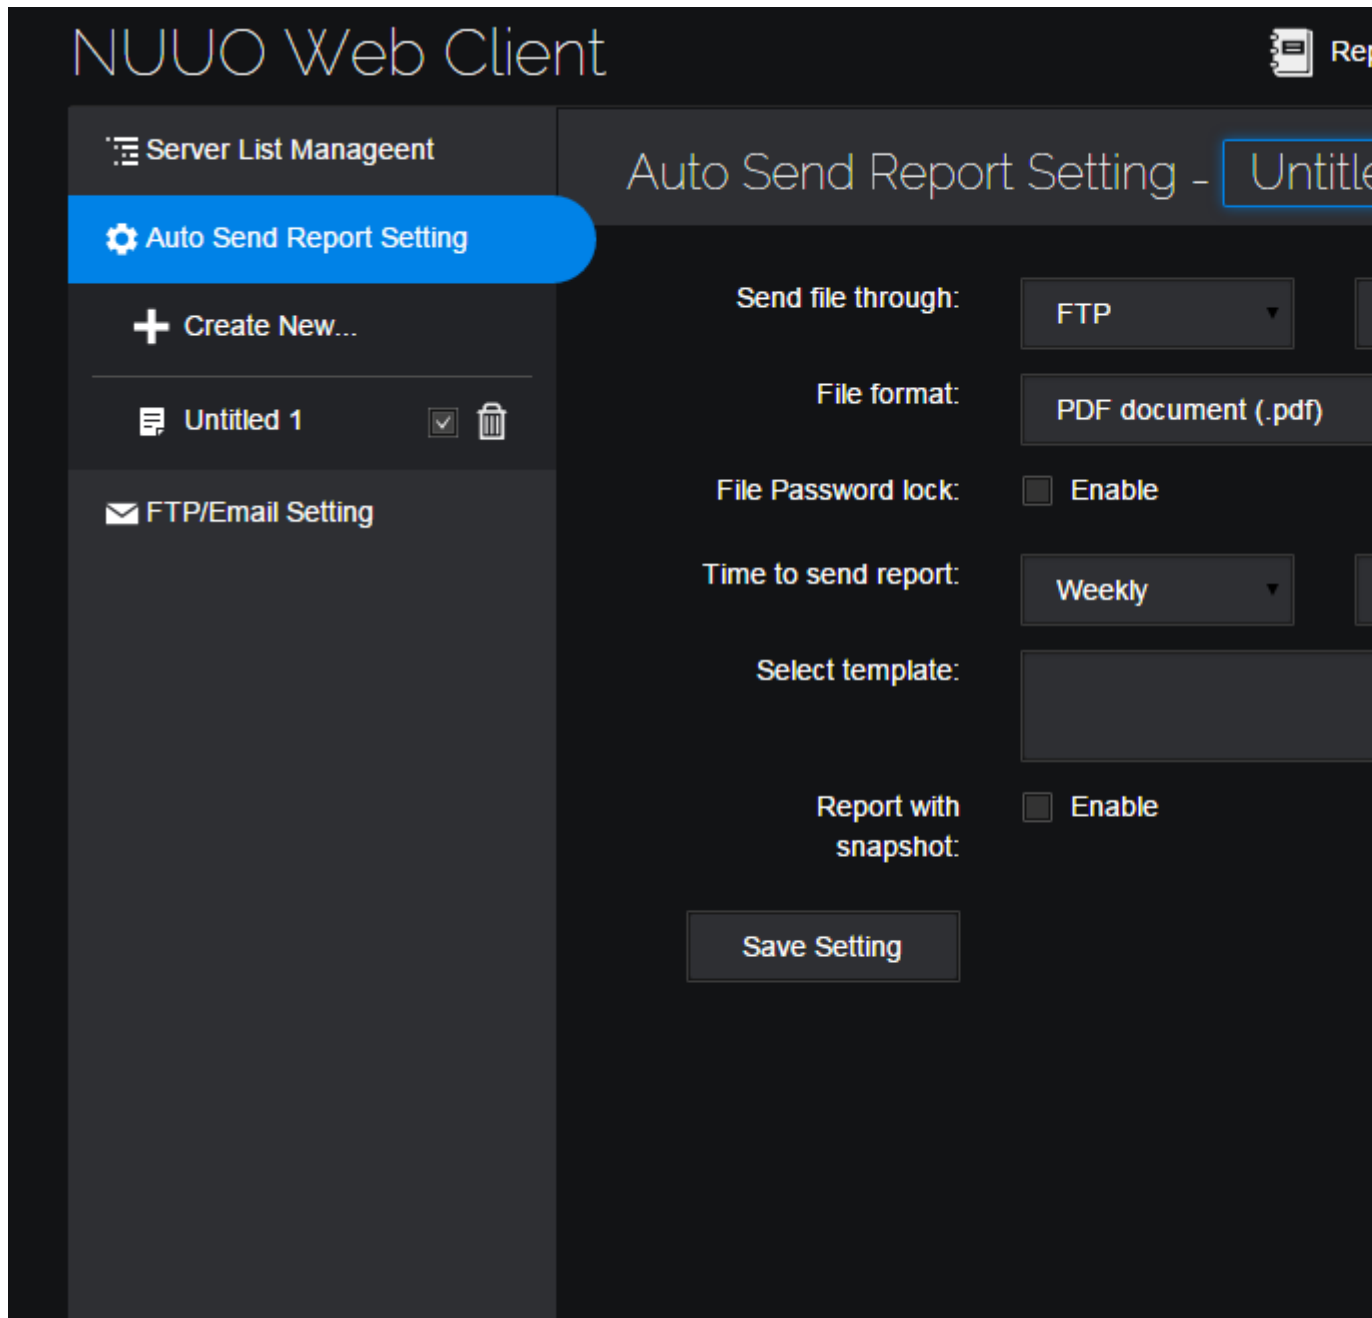 NUUO Web Client
Server List Manageent
Auto Send Report Setting
Create New...
Untitled 1
FTP/Email Setting
Auto Send Report Setting -
Send file through:
FTP
File format:
PDF document (.pdf)
File Password lock:
Enable
Time to send report:
Weekly
Select template:
Report with
snapshot:
Enable
Save Setting